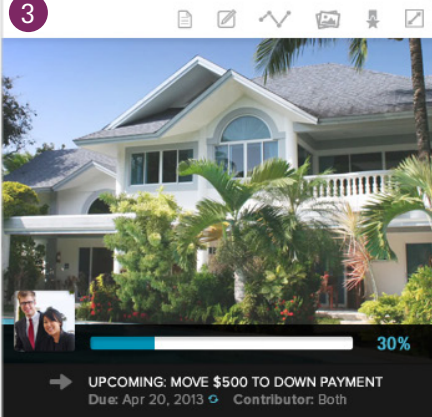 3
30%
UPCOMING: MOVE $500 TO DOWN PAYMENT
Due: Apr 20, 2013 Contributor: Both